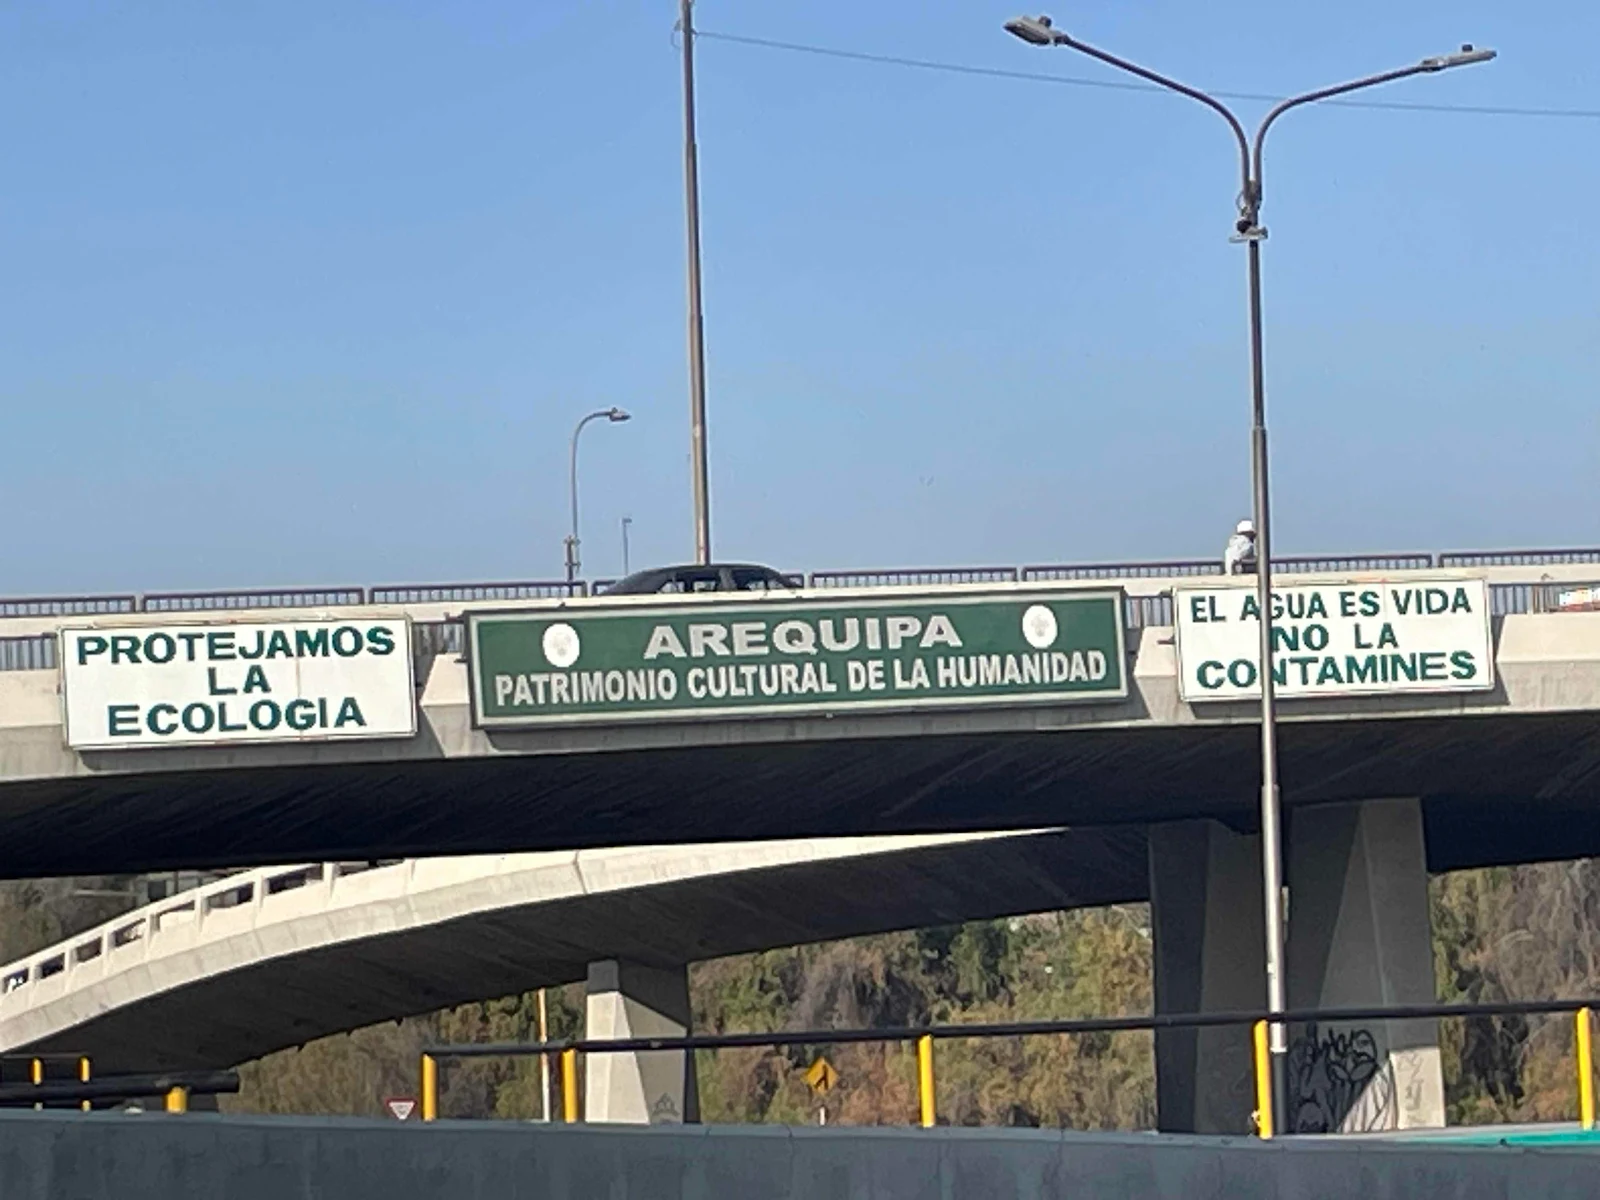 PROTEJAMOS
LA
ECOLOGIA
AREQUIPA
PATRIMONIO CULTURAL DE LA HUMANIDAD
EL AGUA ES VIDA
NO LA
CONTAMINES